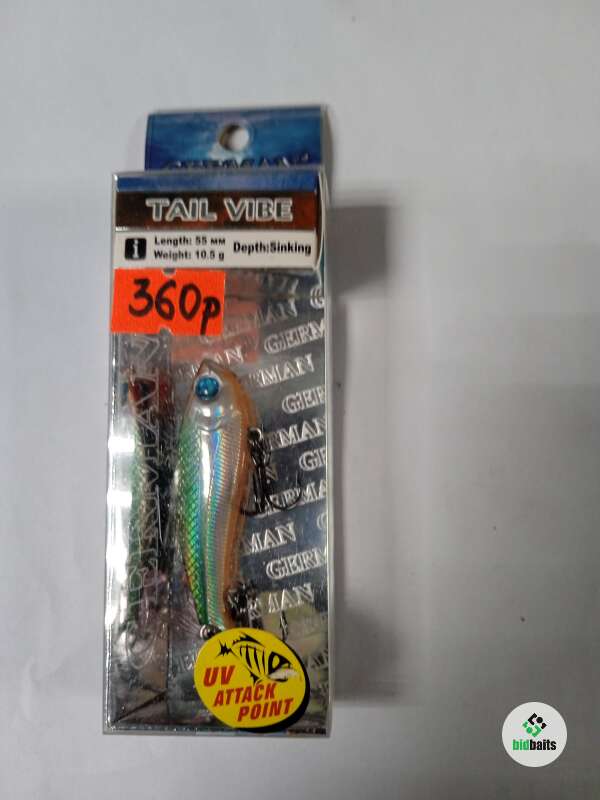 GERMAN
TAIL VIBE
i
Length: 55 мм
Weight: 10.5 g
Depth:Sinking
360р
GERMAN
GERMAN
GERMAN
GERMAN
UV
ATTACK
POINT
bidbaits